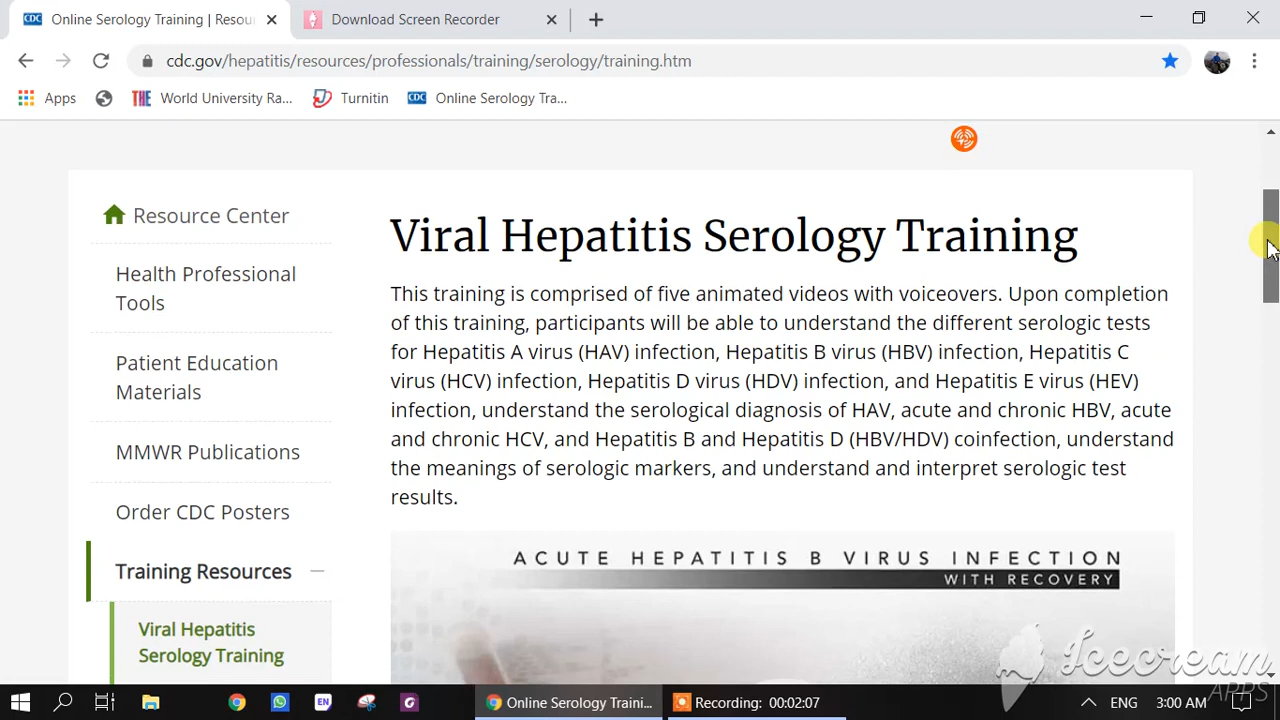 CDC Online Serology Training | Resou
Download Screen Recorder
cdc.gov/hepatitis/resources/professionals/training/serology/training.htm
Apps
THE World University Ra...
Turnitin
CDC Online Serology Tra...
Resource Center
Health Professional
Tools
Patient Education
Materials
MMWR Publications
Order CDC Posters
Training Resources
Viral Hepatitis
Serology Training
Viral Hepatitis Serology Training
This training is comprised of five animated videos with voiceovers. Upon completion
of this training, participants will be able to understand the different serologic tests
for Hepatitis A virus (HAV) infection, Hepatitis B virus (HBV) infection, Hepatitis C
virus (HCV) infection, Hepatitis D virus (HDV) infection, and Hepatitis E virus (HEV)
infection, understand the serological diagnosis of HAV, acute and chronic HBV, acute
and chronic HCV, and Hepatitis B and Hepatitis D (HBV/HDV) coinfection, understand
the meanings of serologic markers, and understand and interpret serologic test
results.
ACUTE HEPATITIS B VIRUS INFECTION
WITH RECOVERY
Icecream
APPS
EN
Online Serology Traini...
Recording: 00:02:07
ENG
3:00 AM